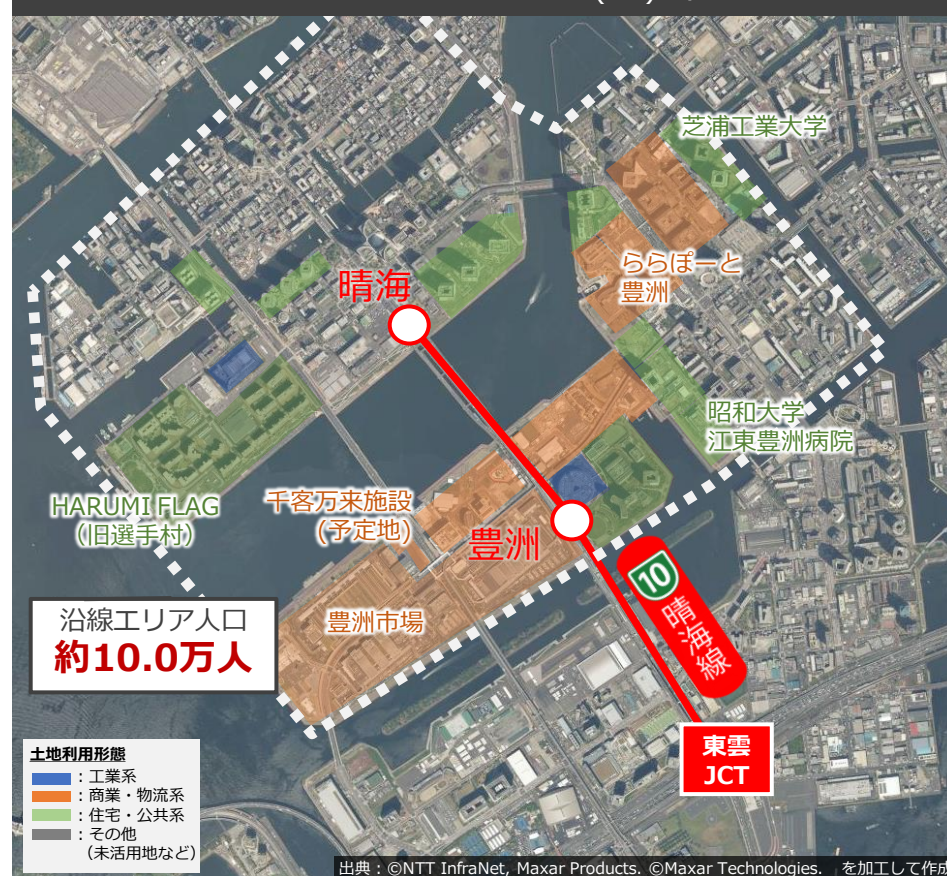 芝浦工業大学
ららぽーと
豊洲
晴海
昭和大学
江東豊洲病院
HARUMI FLAG
(旧選手村)
千客万来施設
(予定地)
豊洲
10
晴海線
豊洲市場
沿線エリア人口
約10.0万人
東雲
JCT
土地利用形態
：工業系
：商業・物流系
：住宅・公共系
：その他
(未活用地など)
出典：©NTT InfraNet, Maxar Products. ©Maxar Technologies. を加工して作成